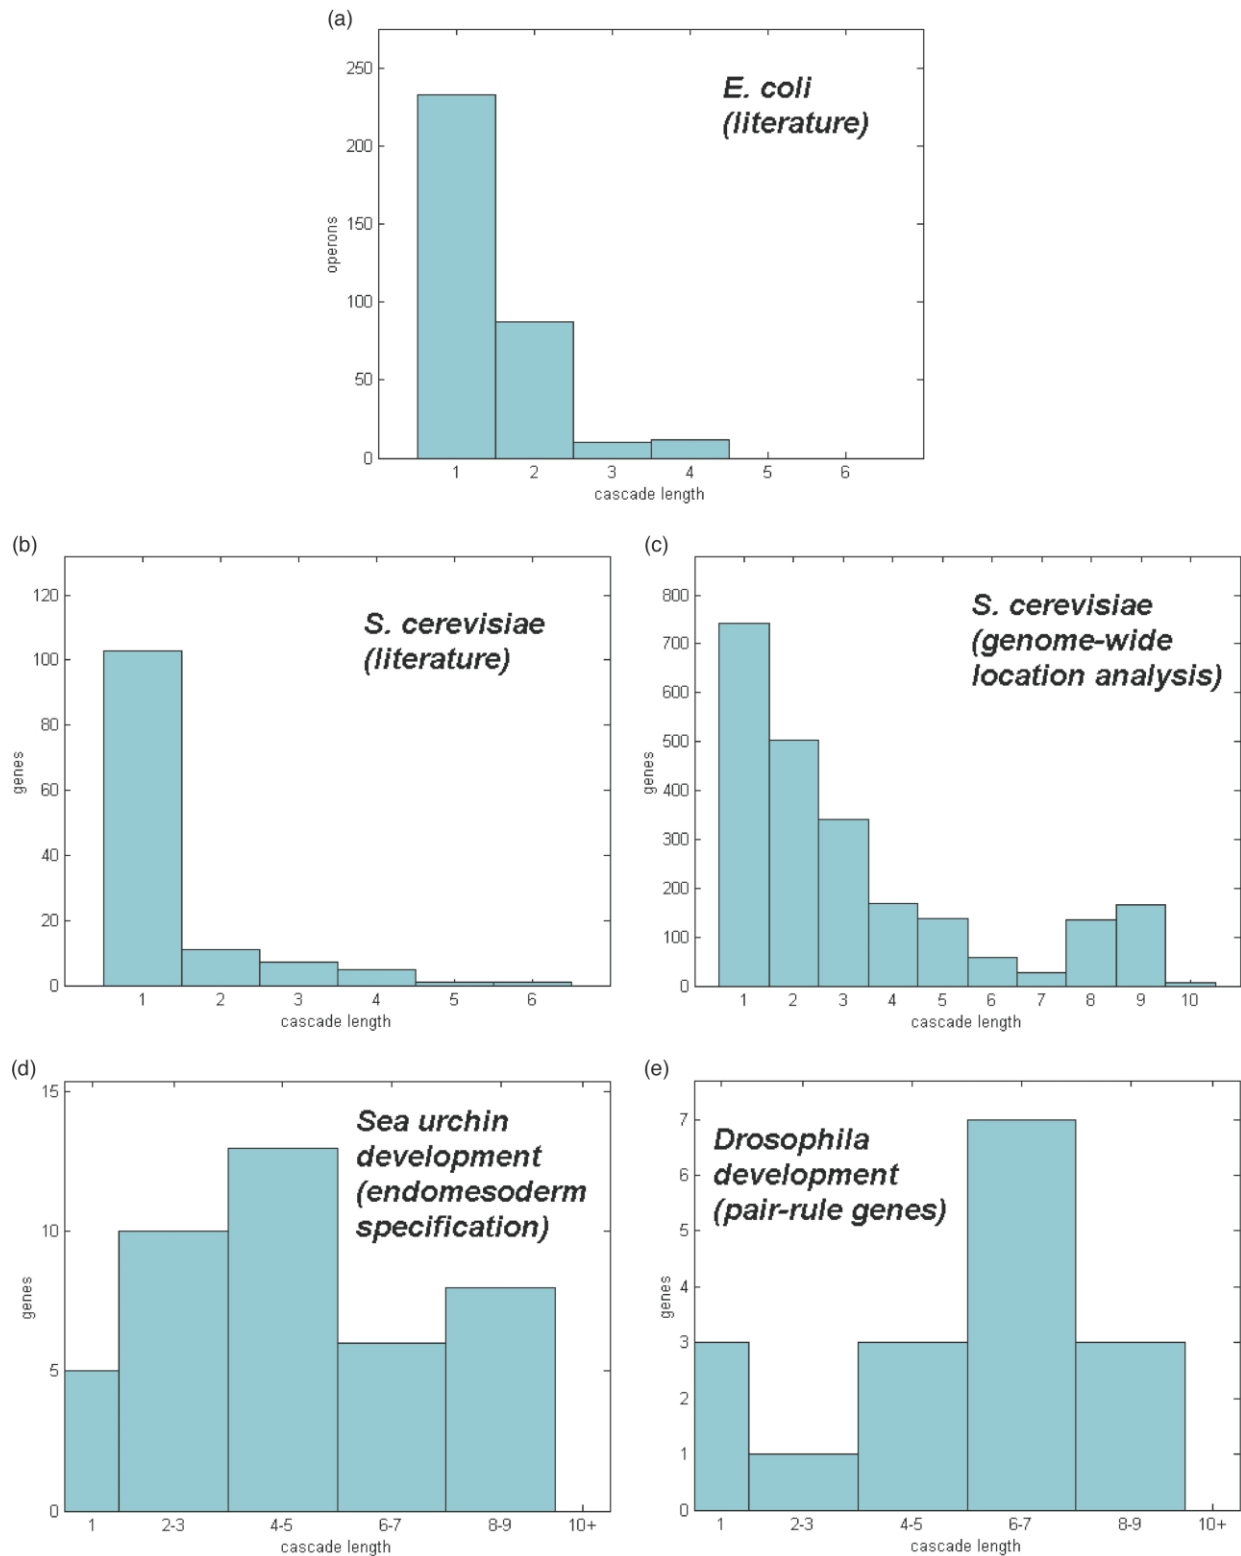 (a)
E. coli
(literature)
250
200
150
100
50
0
operons
1 2 3 4 5 6
cascade length
(b)
S. cerevisiae
(literature)
120
100
80
60
40
20
0
genes
1 2 3 4 5 6
cascade length
(c)
S. cerevisiae
(genome-wide
location analysis)
800
700
600
500
400
300
200
100
0
genes
1 2 3 4 5 6 7 8 9 10
cascade length
(d)
Sea urchin
development
(endomesoderm
specification)
15
10
5
0
genes
1 2-3 4-5 6-7 8-9 10+
cascade length
(e)
Drosophila
development
(pair-rule genes)
7
6
5
4
3
2
1
0
genes
1 2-3 4-5 6-7 8-9 10+
cascade length